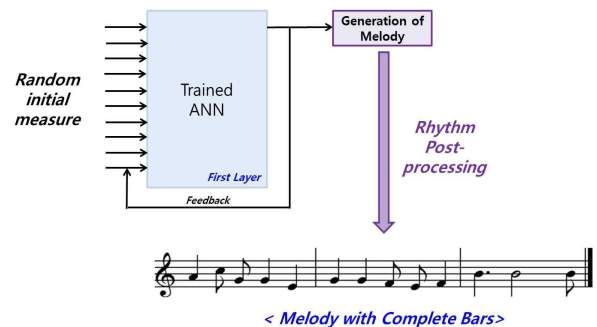 Generation of
Melody
Random
initial
measure
Trained
ANN
First Layer
Feedback
Rhythm
Post-
processing
< Melody with Complete Bars>